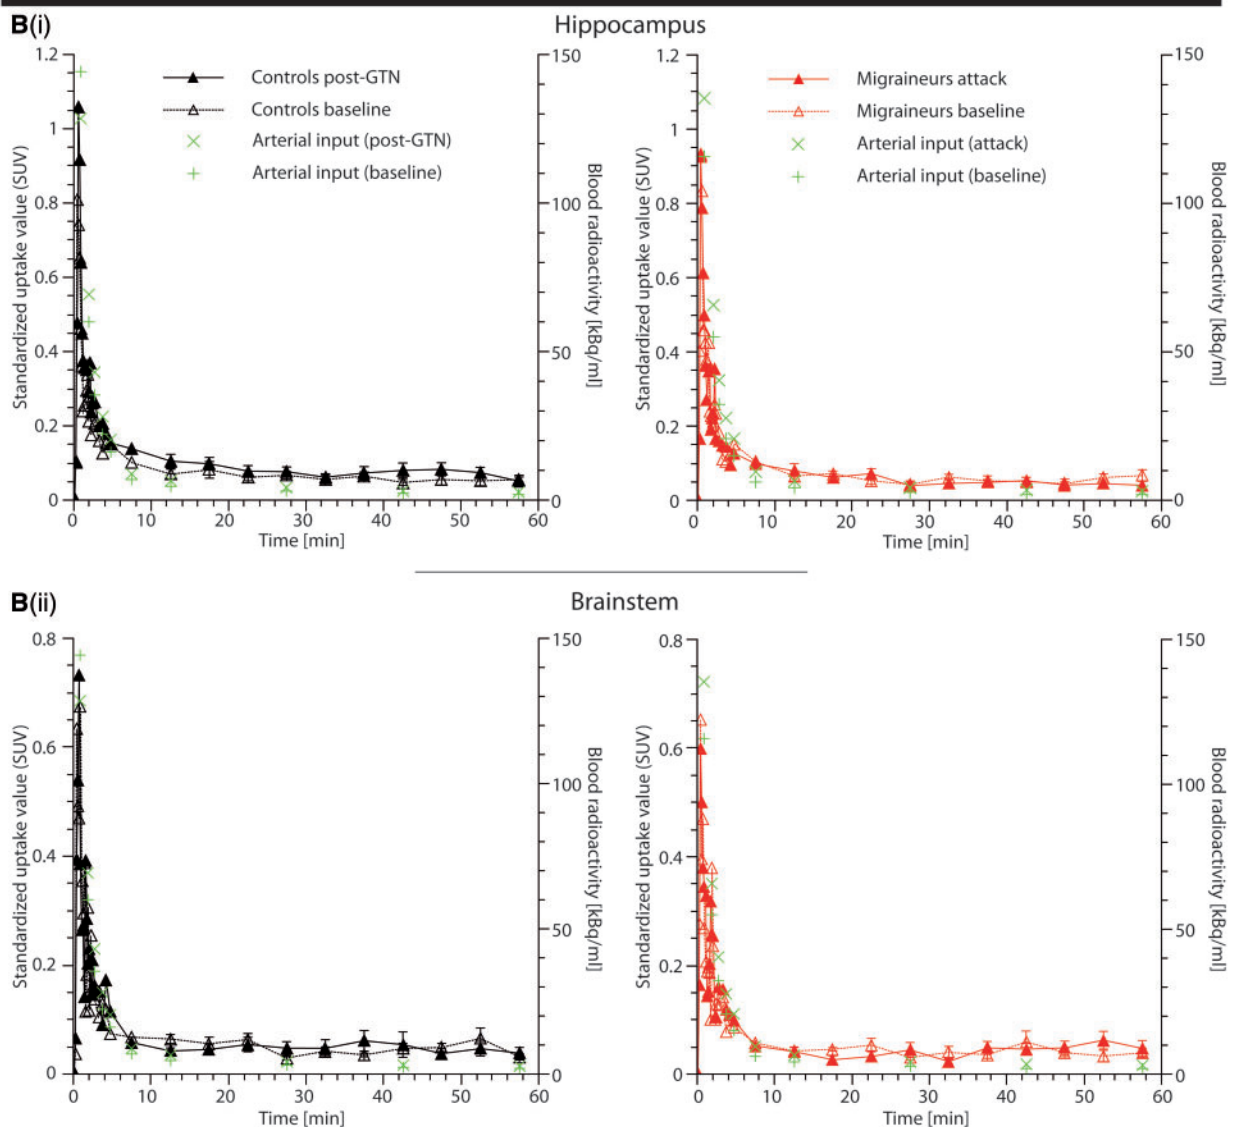 B(i)
Hippocampus
1.2
1
0.8
0.6
0.4
0.2
0
Standardized uptake value (SUV)
150
100
50
0
Blood radioactivity [kBq/ml]
Controls post-GTN
Controls baseline
Arterial input (post-GTN)
Arterial input (baseline)
0 10 20 30 40 50 60
Time [min]
1.2
1
0.8
0.6
0.4
0.2
0
Standardized uptake value (SUV)
150
100
50
0
Blood radioactivity [kBq/ml]
Migraineurs attack
Migraineurs baseline
Arterial input (attack)
Arterial input (baseline)
0 10 20 30 40 50 60
Time [min]
B(ii)
Brainstem
0.8
0.6
0.4
0.2
0
Standardized uptake value (SUV)
150
100
50
0
Blood radioactivity [kBq/ml]
0 10 20 30 40 50 60
Time [min]
0.8
0.6
0.4
0.2
0
Standardized uptake value (SUV)
150
100
50
0
Blood radioactivity [kBq/ml]
0 10 20 30 40 50 60
Time [min]